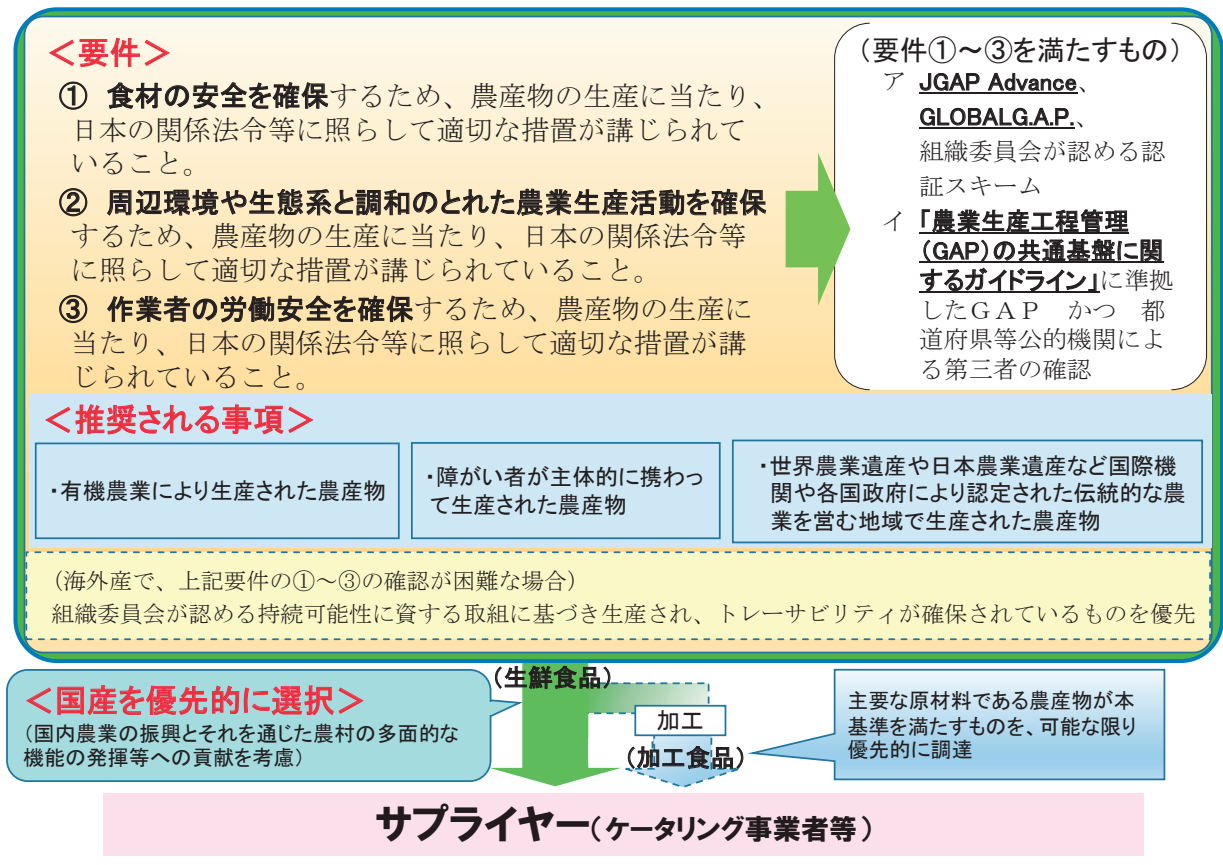 ＜要件＞
① 食材の安全を確保するため、農産物の生産に当たり、
日本の関係法令等に照らして適切な措置が講じられて
いること。
② 周辺環境や生態系と調和のとれた農業生産活動を確保
するため、農産物の生産に当たり、日本の関係法令等
に照らして適切な措置が講じられていること。
③ 作業者の労働安全を確保するため、農産物の生産に
当たり、日本の関係法令等に照らして適切な措置が講
じられていること。
（要件①～③を満たすもの）
ア JGAP Advance、
GLOBALG.A.P.、
組織委員会が認める認
証スキーム
イ 「農業生産工程管理
（GAP）の共通基盤に関
するガイドライン」に準拠
したＧＡＰ かつ 都
道府県等公的機関によ
る第三者の確認
＜推奨される事項＞
・有機農業により生産された農産物
・障がい者が主体的に携わっ
て生産された農産物
・世界農業遺産や日本農業遺産など国際機
関や各国政府により認定された伝統的な農
業を営む地域で生産された農産物
（海外産で、上記要件の①～③の確認が困難な場合）
組織委員会が認める持続可能性に資する取組に基づき生産され、トレーサビリティが確保されているものを優先
＜国産を優先的に選択＞
（国内農業の振興とそれを通じた農村の多面的な
機能の発揮等への貢献を考慮）
（生鮮食品）
加工
（加工食品）
主要な原材料である農産物が本
基準を満たすものを、可能な限り
優先的に調達
サプライヤー（ケータリング事業者等）